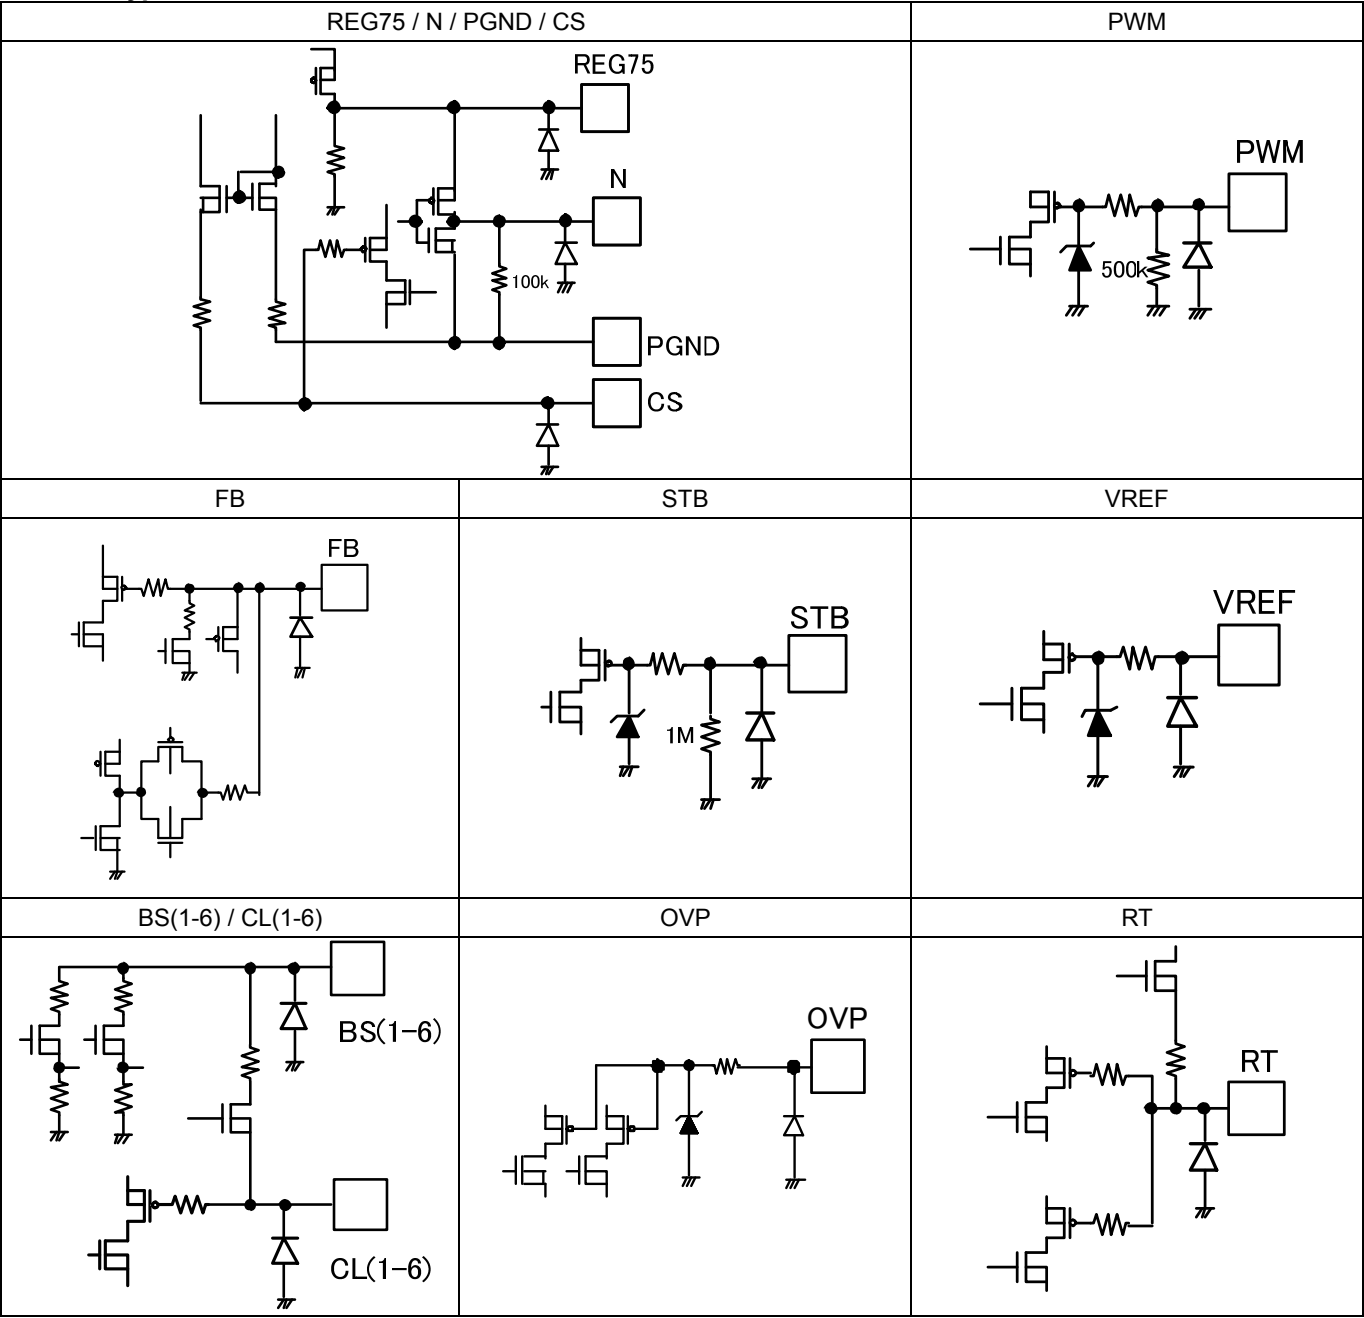 REG75 / N / PGND / CS
PWM
REG75
N
100k
PGND
CS
PWM
500k
FB
STB
VREF
FB
STB
1M
VREF
BS(1-6) / CL(1-6)
OVP
RT
BS(1-6)
CL(1-6)
OVP
RT